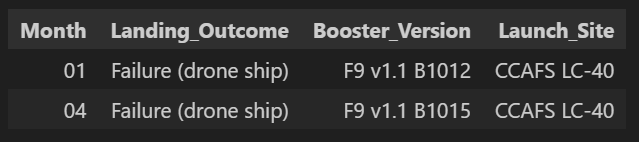 Month Landing_Outcome Booster_Version Launch_Site
01 Failure (drone ship) F9 v1.1 B1012 CCAFS LC-40
04 Failure (drone ship) F9 v1.1 B1015 CCAFS LC-40